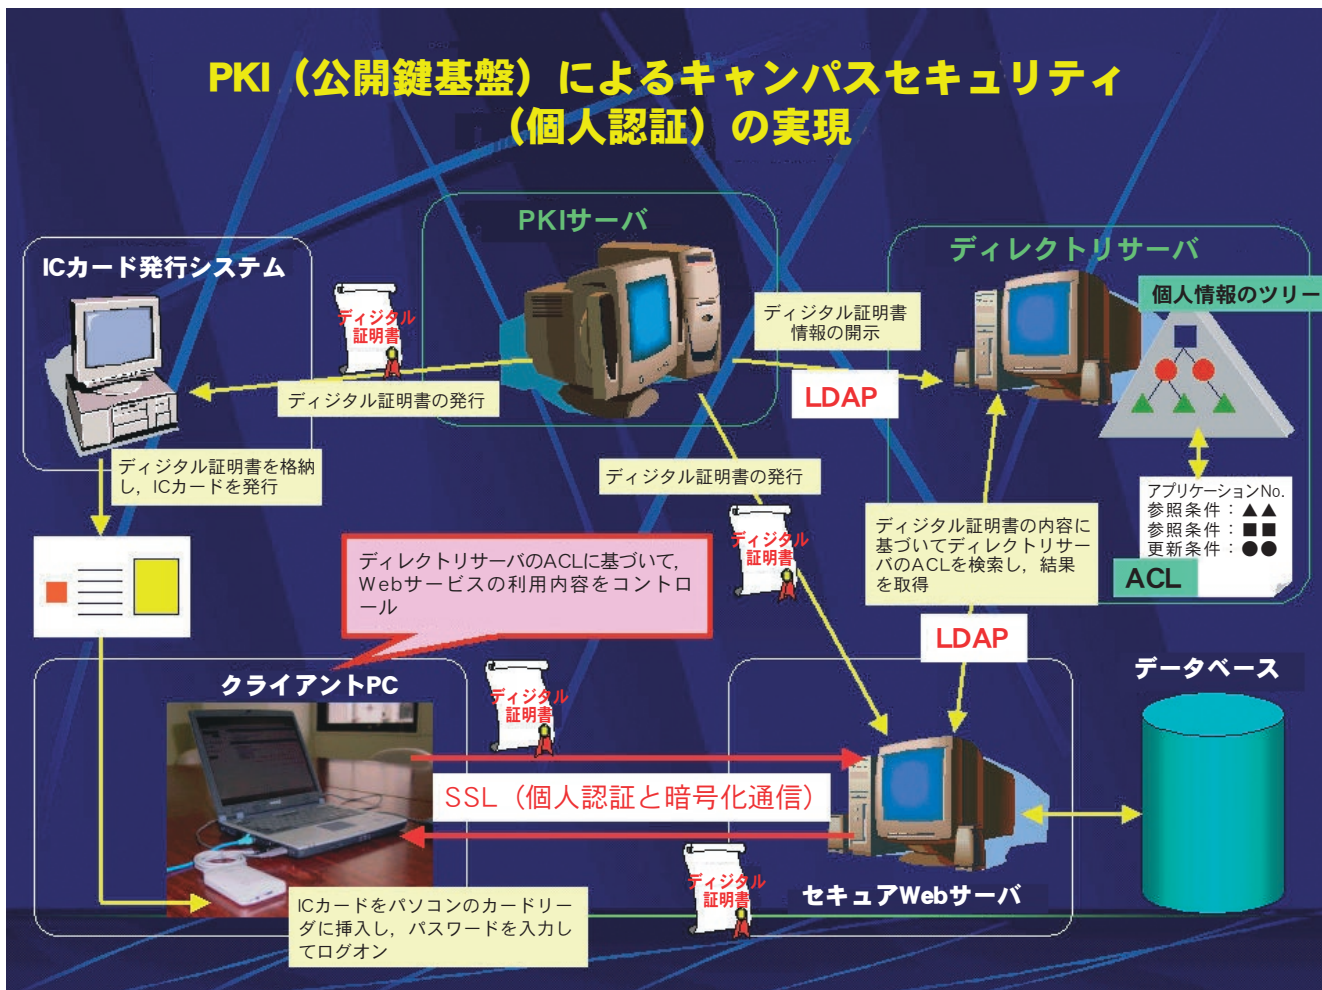 PKI（公開鍵基盤）によるキャンパスセキュリティ
（個人認証）の実現
PKIサーバ
ICカード発行システム
ディレクトリサーバ
個人情報のツリー
ディジタル
証明書
ディジタル証明書
情報の開示
LDAP
ディジタル証明書の発行
ディジタル証明書を格納
し，ICカードを発行
ディジタル証明書の発行
アプリケーションNo.
参照条件：▲▲
参照条件：■■
更新条件：●●
ACL
ディジタル
証明書
ディジタル証明書の内容に
基づいてディレクトリサー
バのACLを検索し，結果
を取得
LDAP
ディレクトリサーバのACLに基づいて，
Webサービスの利用内容をコントロ
ール
クライアントPC
ディジタル
証明書
データベース
SSL（個人認証と暗号化通信）
ディジタル
証明書
セキュアWebサーバ
ICカードをパソコンのカードリー
ダに挿入し，パスワードを入力し
てログオン